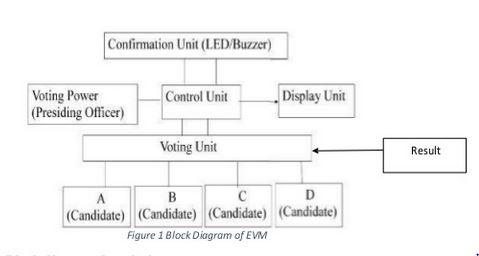 Confirmation Unit (LED/Buzzer)
Voting Power
(Presiding Officer)
Control Unit
Display Unit
Voting Unit
Result
A
(Candidate)
B
(Candidate)
C
(Candidate)
D
(Candidate)
Figure 1 Block Diagram of EVM